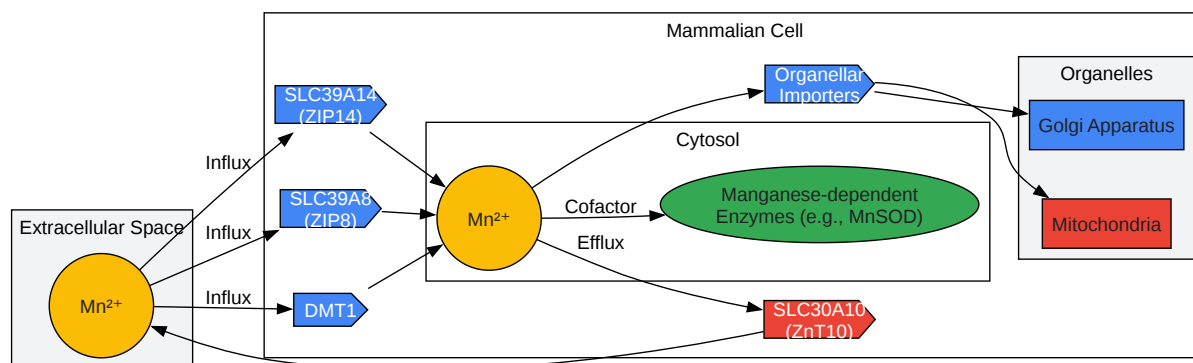 Mammalian Cell
SLC39A14
(ZIP14)
Organellar
Importers
Organelles
Golgi Apparatus
Influx
Cytosol
SLC39A8
(ZIP8)
Manganese-dependent
Enzymes (e.g., MnSOD)
Mn²⁺
Cofactor
Mitochondria
Extracellular Space
Influx
Efflux
Mn²⁺
Influx
DMT1
SLC30A10
(ZnT10)